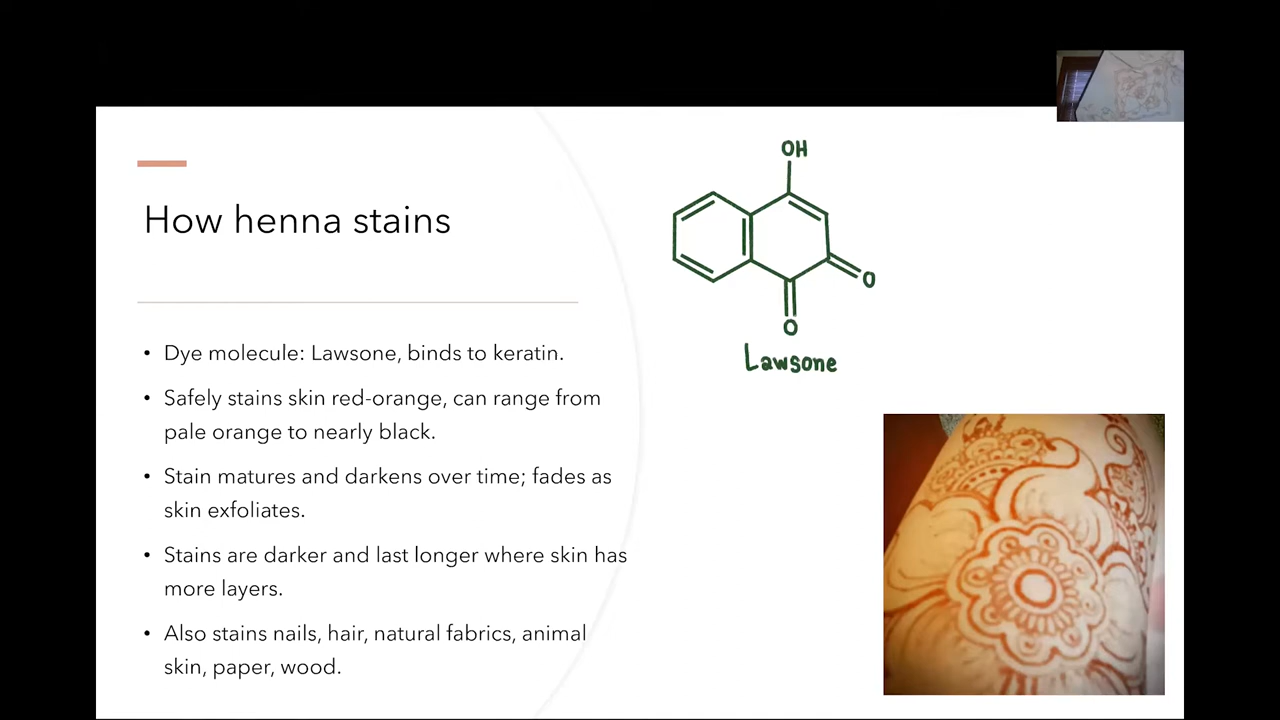 How henna stains
• Dye molecule: Lawsone, binds to keratin.
• Safely stains skin red-orange, can range from
pale orange to nearly black.
• Stain matures and darkens over time; fades as
skin exfoliates.
• Stains are darker and last longer where skin has
more layers.
• Also stains nails, hair, natural fabrics, animal
skin, paper, wood.
OH
O
O
Lawsone